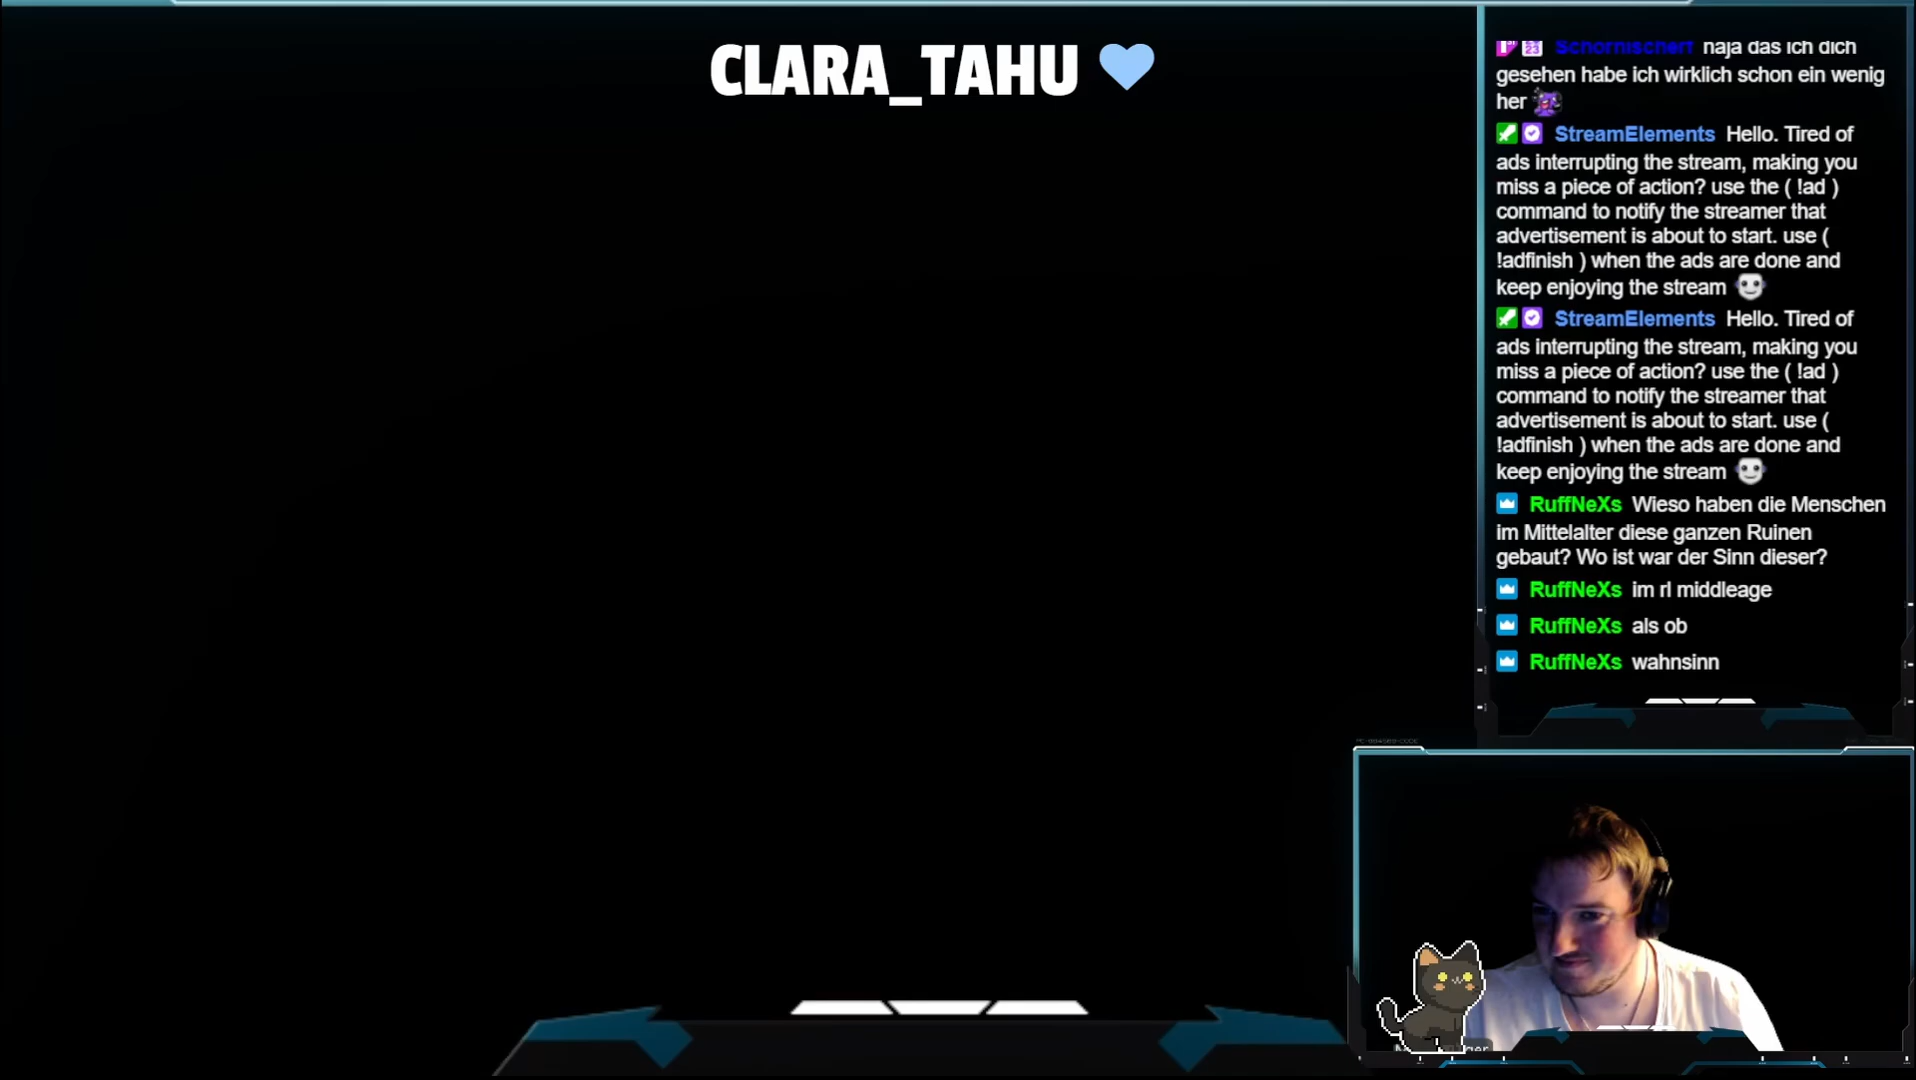 CLARA_TAHU
Schornischerf naja das ich dich
gesehen habe ich wirklich schon ein wenig
her
StreamElements Hello. Tired of
ads interrupting the stream, making you
miss a piece of action? use the ( !ad )
command to notify the streamer that
advertisement is about to start. use (
!adfinish ) when the ads are done and
keep enjoying the stream
StreamElements Hello. Tired of
ads interrupting the stream, making you
miss a piece of action? use the ( !ad )
command to notify the streamer that
advertisement is about to start. use (
!adfinish ) when the ads are done and
keep enjoying the stream
RuffNeXs Wieso haben die Menschen
im Mittelalter diese ganzen Ruinen
gebaut? Wo ist war der Sinn dieser?
RuffNeXs im rl middleage
RuffNeXs als ob
RuffNeXs wahnsinn